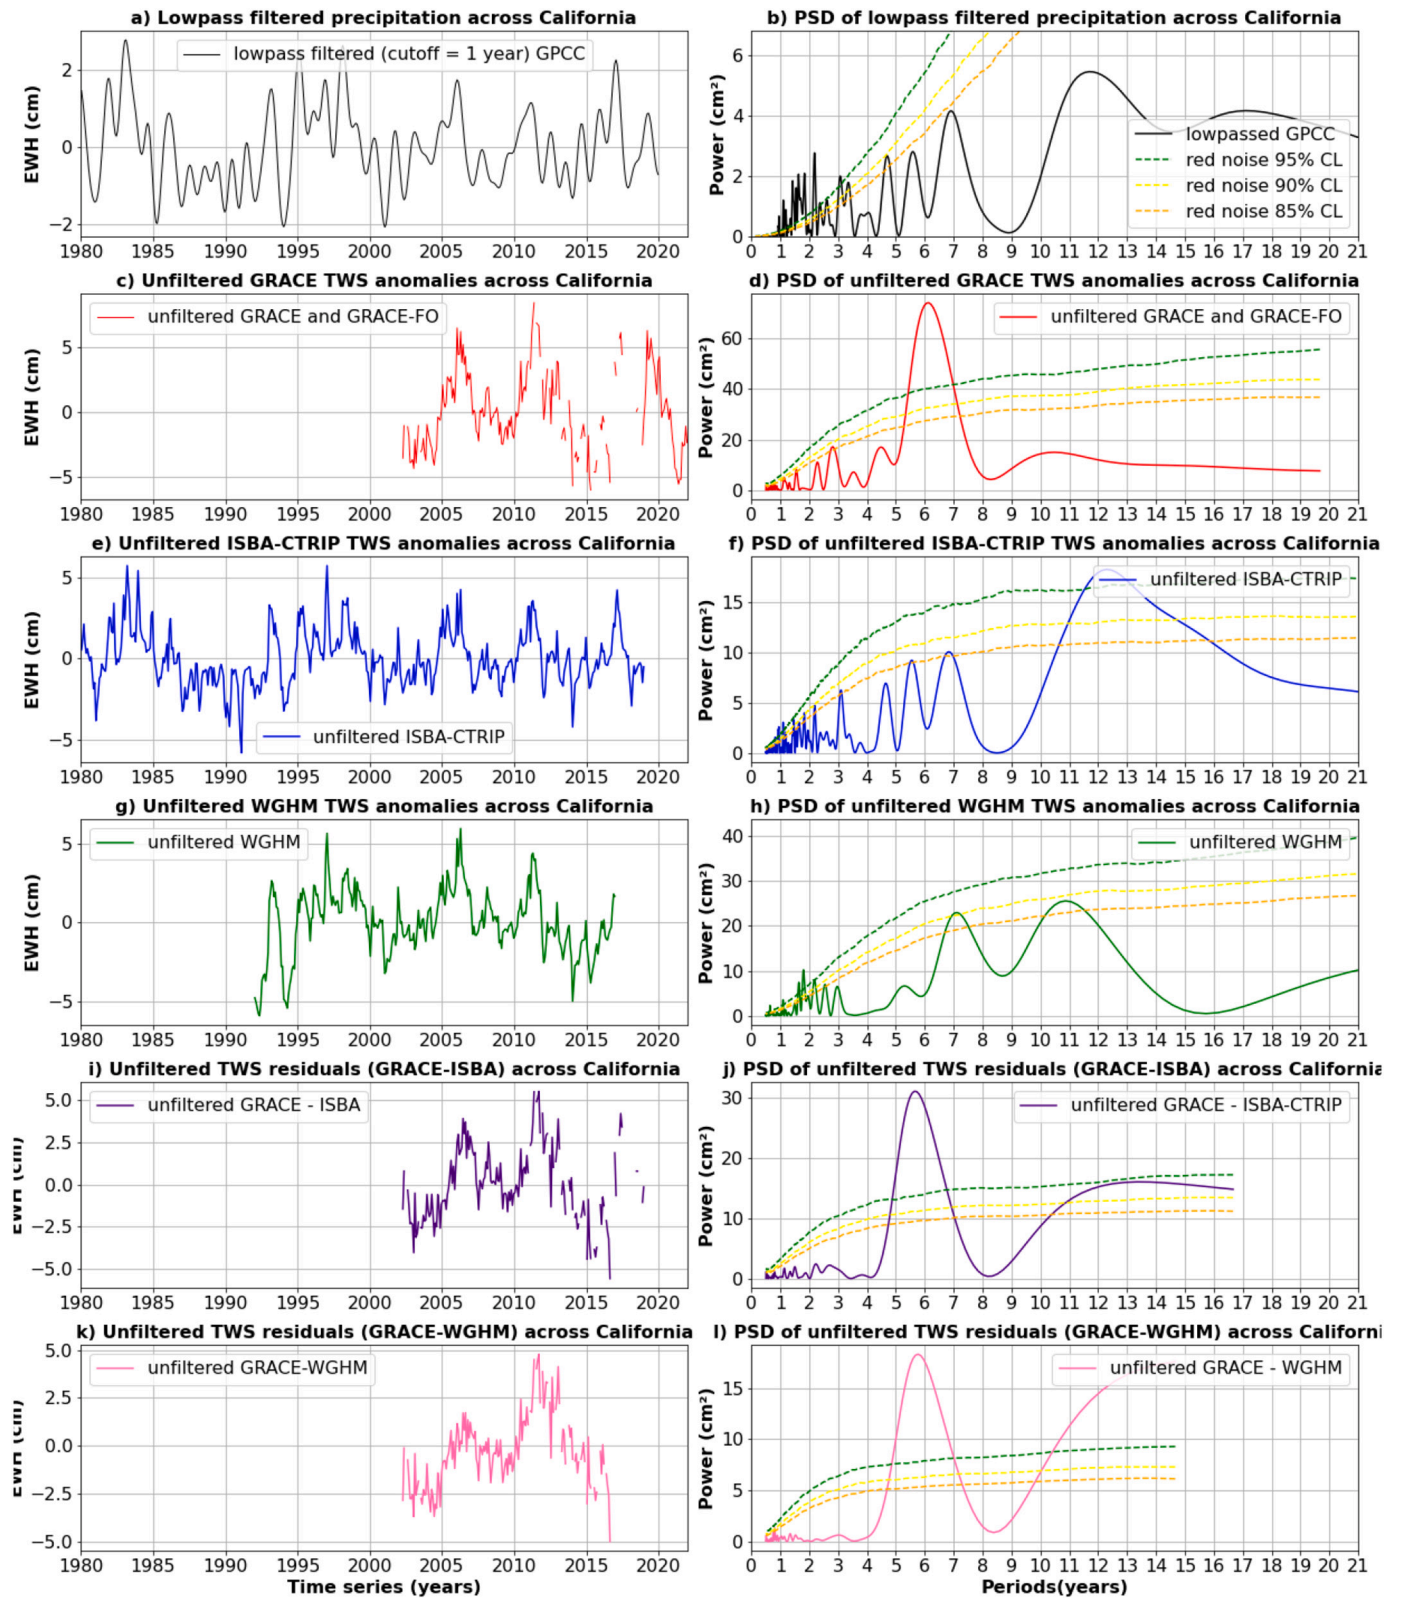 a) Lowpass filtered precipitation across California
b) PSD of lowpass filtered precipitation across California
EWH (cm)
2
0
−2
lowpass filtered (cutoff = 1 year) GPCC
1980 1985 1990 1995 2000 2005 2010 2015 2020
Power (cm²)
6
4
2
0
lowpassed GPCC
red noise 95% CL
red noise 90% CL
red noise 85% CL
0 1 2 3 4 5 6 7 8 9 10 11 12 13 14 15 16 17 18 19 20 21
c) Unfiltered GRACE TWS anomalies across California
d) PSD of unfiltered GRACE TWS anomalies across California
EWH (cm)
5
0
−5
unfiltered GRACE and GRACE-FO
1980 1985 1990 1995 2000 2005 2010 2015 2020
Power (cm²)
60
40
20
0
unfiltered GRACE and GRACE-FO
0 1 2 3 4 5 6 7 8 9 10 11 12 13 14 15 16 17 18 19 20 21
e) Unfiltered ISBA-CTRIP TWS anomalies across California
f) PSD of unfiltered ISBA-CTRIP TWS anomalies across California
EWH (cm)
5
0
−5
unfiltered ISBA-CTRIP
1980 1985 1990 1995 2000 2005 2010 2015 2020
Power (cm²)
15
10
5
0
unfiltered ISBA-CTRIP
0 1 2 3 4 5 6 7 8 9 10 11 12 13 14 15 16 17 18 19 20 21
g) Unfiltered WGHM TWS anomalies across California
h) PSD of unfiltered WGHM TWS anomalies across California
EWH (cm)
5
0
−5
unfiltered WGHM
1980 1985 1990 1995 2000 2005 2010 2015 2020
Power (cm²)
40
30
20
10
0
unfiltered WGHM
0 1 2 3 4 5 6 7 8 9 10 11 12 13 14 15 16 17 18 19 20 21
i) Unfiltered TWS residuals (GRACE-ISBA) across California
j) PSD of unfiltered TWS residuals (GRACE-ISBA) across California
EWH (cm)
5.0
2.5
0.0
−2.5
−5.0
unfiltered GRACE - ISBA
1980 1985 1990 1995 2000 2005 2010 2015 2020
Power (cm²)
30
20
10
0
unfiltered GRACE - ISBA-CTRIP
0 1 2 3 4 5 6 7 8 9 10 11 12 13 14 15 16 17 18 19 20 21
k) Unfiltered TWS residuals (GRACE-WGHM) across California
l) PSD of unfiltered TWS residuals (GRACE-WGHM) across Californi
EWH (cm)
5.0
2.5
0.0
−2.5
−5.0
unfiltered GRACE-WGHM
1980 1985 1990 1995 2000 2005 2010 2015 2020
Time series (years)
Power (cm²)
15
10
5
0
unfiltered GRACE - WGHM
0 1 2 3 4 5 6 7 8 9 10 11 12 13 14 15 16 17 18 19 20 21
Periods(years)